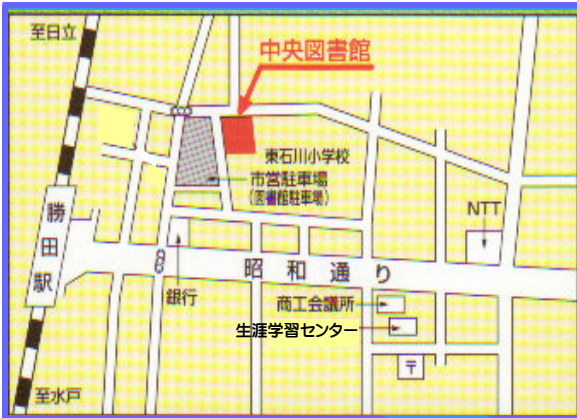 至日立
中央図書館
東石川小学校
市営駐車場
(図書館駐車場)
NTT
勝田駅
昭和通り
銀行
商工会議所
生涯学習センター
〒
至水戸